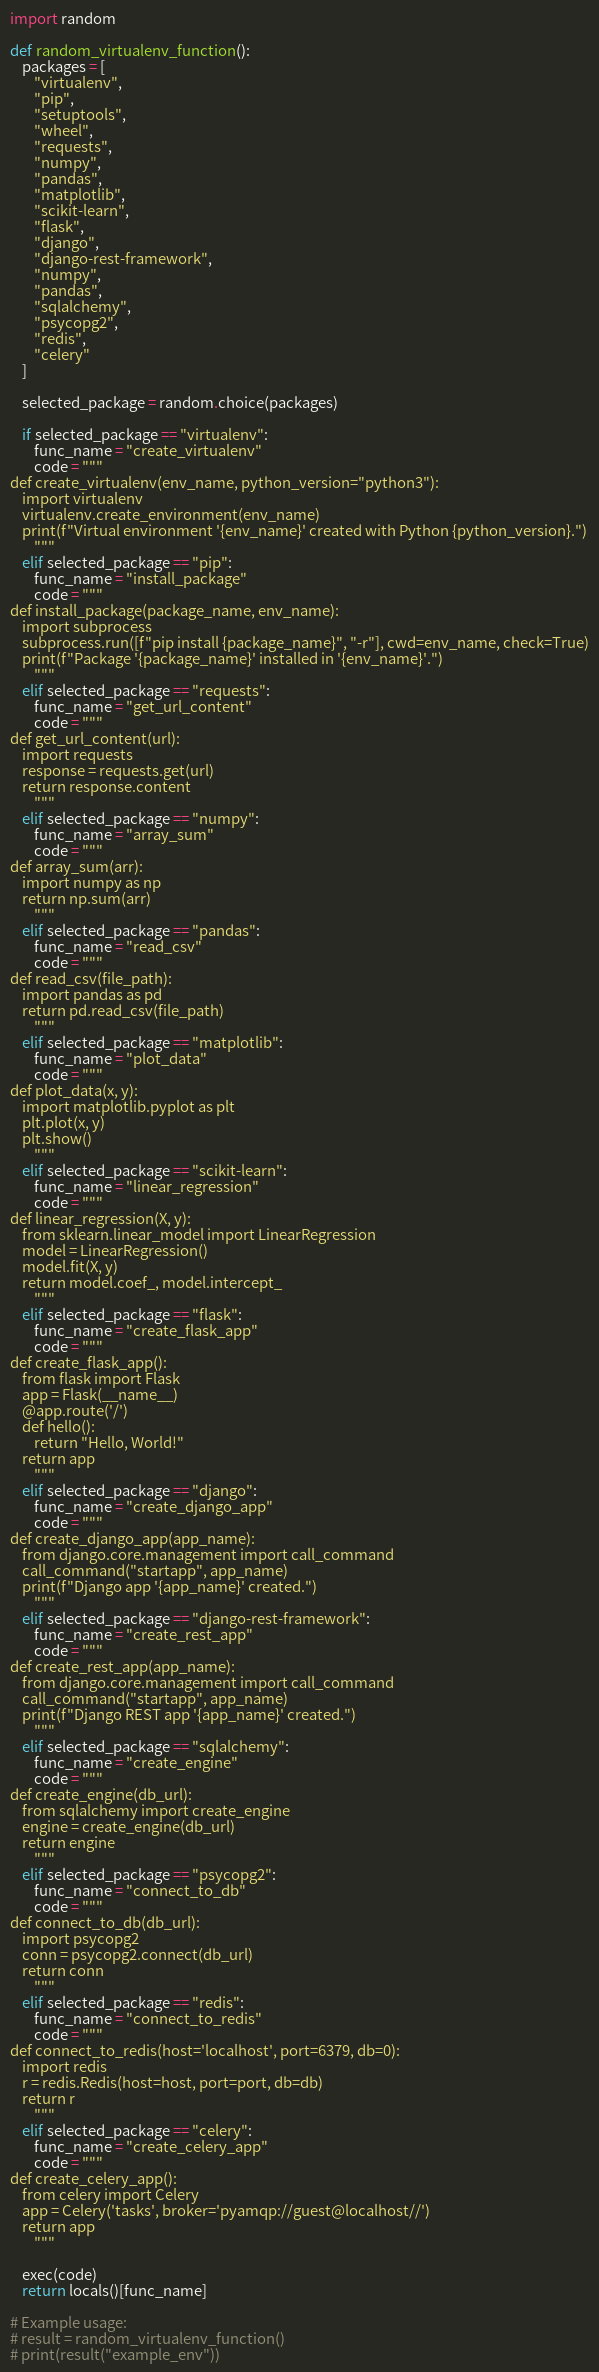 import random

def random_virtualenv_function():
    packages = [
        "virtualenv",
        "pip",
        "setuptools",
        "wheel",
        "requests",
        "numpy",
        "pandas",
        "matplotlib",
        "scikit-learn",
        "flask",
        "django",
        "django-rest-framework",
        "numpy",
        "pandas",
        "sqlalchemy",
        "psycopg2",
        "redis",
        "celery"
    ]

    selected_package = random.choice(packages)

    if selected_package == "virtualenv":
        func_name = "create_virtualenv"
        code = """
def create_virtualenv(env_name, python_version="python3"):
    import virtualenv
    virtualenv.create_environment(env_name)
    print(f"Virtual environment '{env_name}' created with Python {python_version}.")
        """
    elif selected_package == "pip":
        func_name = "install_package"
        code = """
def install_package(package_name, env_name):
    import subprocess
    subprocess.run([f"pip install {package_name}", "-r"], cwd=env_name, check=True)
    print(f"Package '{package_name}' installed in '{env_name}'.")
        """
    elif selected_package == "requests":
        func_name = "get_url_content"
        code = """
def get_url_content(url):
    import requests
    response = requests.get(url)
    return response.content
        """
    elif selected_package == "numpy":
        func_name = "array_sum"
        code = """
def array_sum(arr):
    import numpy as np
    return np.sum(arr)
        """
    elif selected_package == "pandas":
        func_name = "read_csv"
        code = """
def read_csv(file_path):
    import pandas as pd
    return pd.read_csv(file_path)
        """
    elif selected_package == "matplotlib":
        func_name = "plot_data"
        code = """
def plot_data(x, y):
    import matplotlib.pyplot as plt
    plt.plot(x, y)
    plt.show()
        """
    elif selected_package == "scikit-learn":
        func_name = "linear_regression"
        code = """
def linear_regression(X, y):
    from sklearn.linear_model import LinearRegression
    model = LinearRegression()
    model.fit(X, y)
    return model.coef_, model.intercept_
        """
    elif selected_package == "flask":
        func_name = "create_flask_app"
        code = """
def create_flask_app():
    from flask import Flask
    app = Flask(__name__)
    @app.route('/')
    def hello():
        return "Hello, World!"
    return app
        """
    elif selected_package == "django":
        func_name = "create_django_app"
        code = """
def create_django_app(app_name):
    from django.core.management import call_command
    call_command("startapp", app_name)
    print(f"Django app '{app_name}' created.")
        """
    elif selected_package == "django-rest-framework":
        func_name = "create_rest_app"
        code = """
def create_rest_app(app_name):
    from django.core.management import call_command
    call_command("startapp", app_name)
    print(f"Django REST app '{app_name}' created.")
        """
    elif selected_package == "sqlalchemy":
        func_name = "create_engine"
        code = """
def create_engine(db_url):
    from sqlalchemy import create_engine
    engine = create_engine(db_url)
    return engine
        """
    elif selected_package == "psycopg2":
        func_name = "connect_to_db"
        code = """
def connect_to_db(db_url):
    import psycopg2
    conn = psycopg2.connect(db_url)
    return conn
        """
    elif selected_package == "redis":
        func_name = "connect_to_redis"
        code = """
def connect_to_redis(host='localhost', port=6379, db=0):
    import redis
    r = redis.Redis(host=host, port=port, db=db)
    return r
        """
    elif selected_package == "celery":
        func_name = "create_celery_app"
        code = """
def create_celery_app():
    from celery import Celery
    app = Celery('tasks', broker='pyamqp://guest@localhost//')
    return app
        """

    exec(code)
    return locals()[func_name]

# Example usage:
# result = random_virtualenv_function()
# print(result("example_env"))